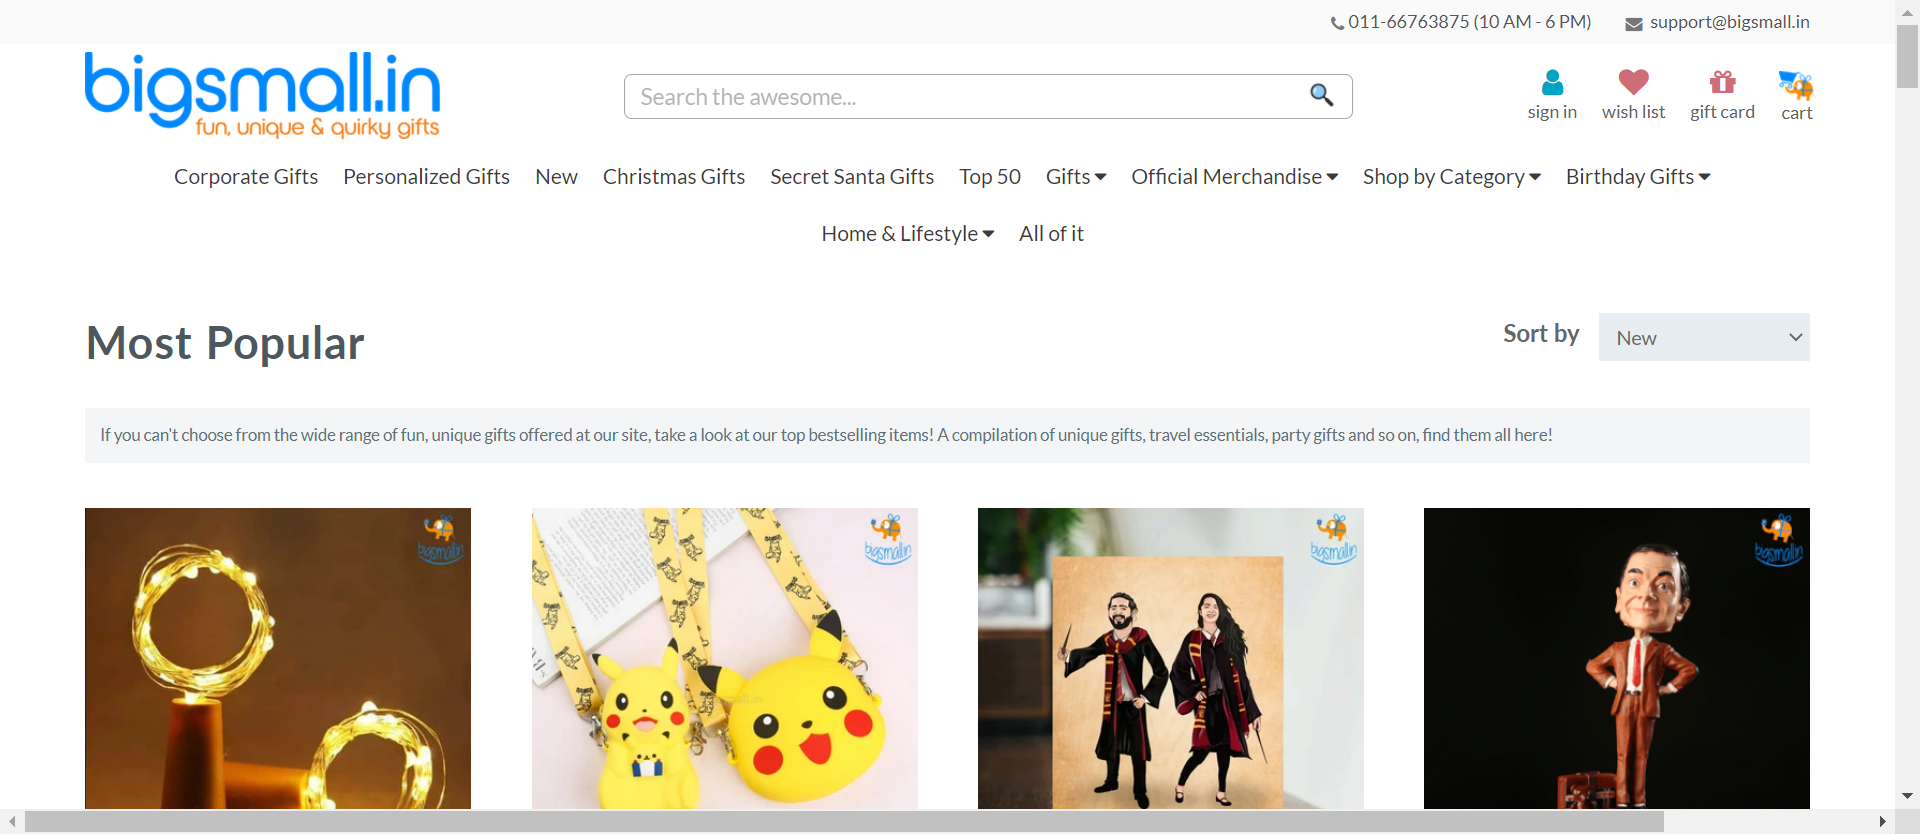 011-66763875 (10 AM - 6 PM) support@bigsmall.in
bigsmall.in
fun, unique & quirky gifts
Search the awesome...
sign in wish list gift card cart
Corporate Gifts Personalized Gifts New Christmas Gifts Secret Santa Gifts Top 50 Gifts Official Merchandise Shop by Category Birthday Gifts
Home & Lifestyle All of it
Most Popular
Sort by New
If you can't choose from the wide range of fun, unique gifts offered at our site, take a look at our top bestselling items! A compilation of unique gifts, travel essentials, party gifts and so on, find them all here!
bigsmall.in bigsmall.in bigsmall.in bigsmall.in